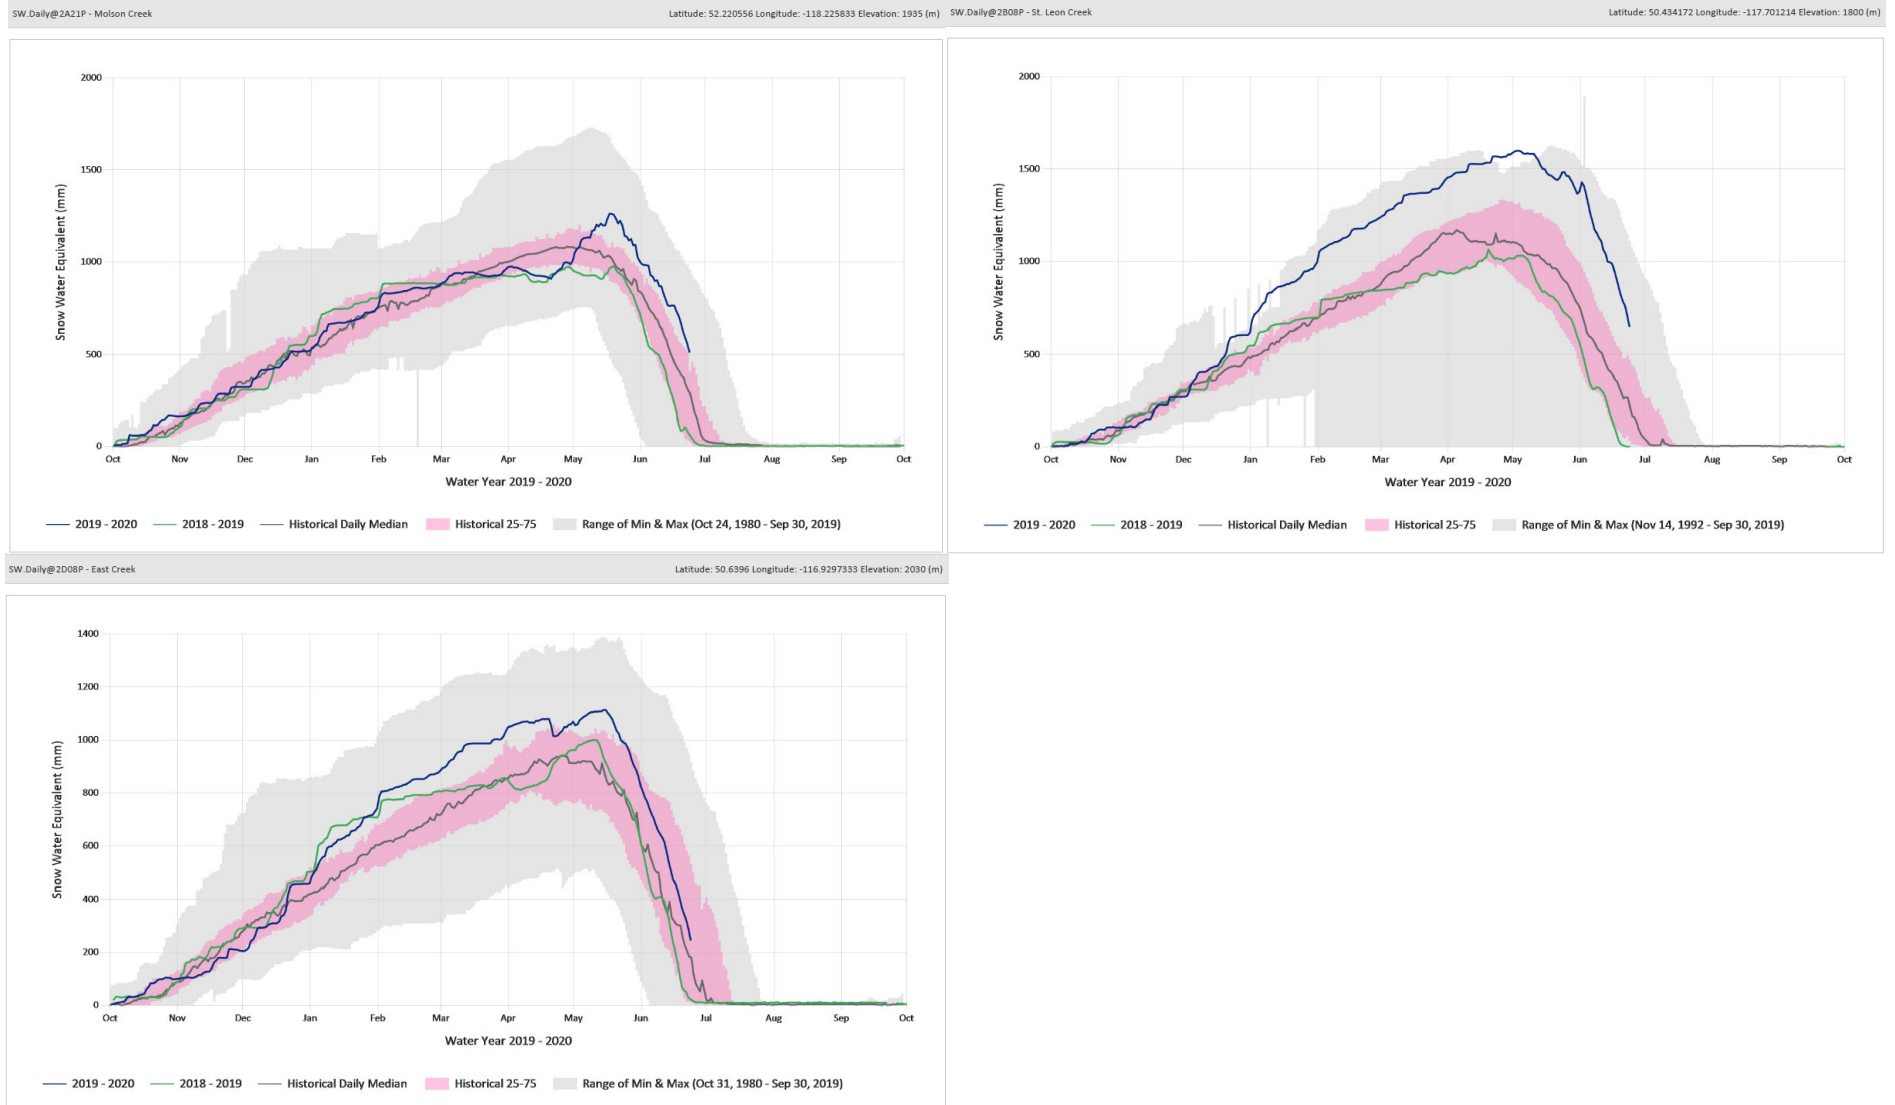 SW.Daily@2A21P - Molson Creek
Latitude: 52.220556 Longitude: -118.225833 Elevation: 1935 (m)
2000
1500
1000
500
0
Snow Water Equivalent (mm)
Oct Nov Dec Jan Feb Mar Apr May Jun Jul Aug Sep Oct
Water Year 2019 - 2020
2019 - 2020 2018 - 2019 Historical Daily Median Historical 25-75 Range of Min & Max (Oct 24, 1980 - Sep 30, 2019)
SW.Daily@2B08P - St. Leon Creek
Latitude: 50.434172 Longitude: -117.701214 Elevation: 1800 (m)
2000
1500
1000
500
0
Snow Water Equivalent (mm)
Oct Nov Dec Jan Feb Mar Apr May Jun Jul Aug Sep Oct
Water Year 2019 - 2020
2019 - 2020 2018 - 2019 Historical Daily Median Historical 25-75 Range of Min & Max (Nov 14, 1992 - Sep 30, 2019)
SW.Daily@2D08P - East Creek
Latitude: 50.6396 Longitude: -116.9297333 Elevation: 2030 (m)
1400
1200
1000
800
600
400
200
0
Snow Water Equivalent (mm)
Oct Nov Dec Jan Feb Mar Apr May Jun Jul Aug Sep Oct
Water Year 2019 - 2020
2019 - 2020 2018 - 2019 Historical Daily Median Historical 25-75 Range of Min & Max (Oct 31, 1980 - Sep 30, 2019)